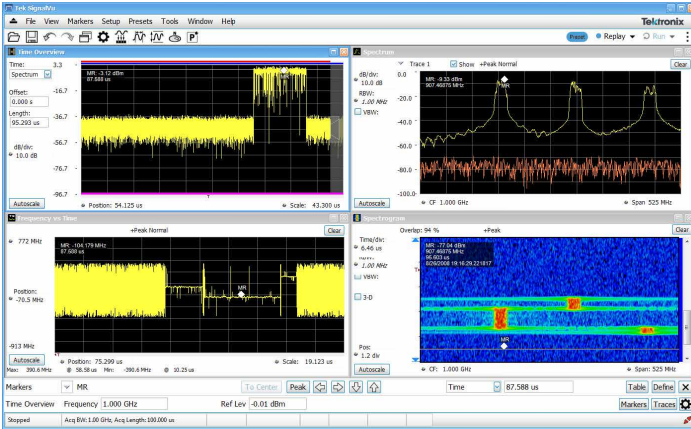 Tek SignalVu
File View Markers Setup Presets Tools Window Help
Tektronix
Preset Replay Run
Time Overview
Time: 3.3
Spectrum
MR: -3.12 dBm
87.588 us
MR
Offset: -16.7
0.000 s
Length: -36.7
95.293 us
dB/div: -56.7
10.0 dB
-76.7
-96.7
Autoscale Position: 54.125 us Scale: 43.300 us
Spectrum
Trace 1 Show +Peak Normal Clear
dB/div: 0.0
10.0 dB
MR: -9.33 dBm
907.46875 MHz
MR
RBW: -20.0
1.00 MHz
VBW:
-40.0
-60.0
-80.0
-100.0
Autoscale CF: 1.000 GHz Span: 525 MHz
Frequency vs Time
+Peak Normal Clear
772 MHz
MR: -104.179 MHz
87.588 us
MR
Position:
-70.5 MHz
-913 MHz
Autoscale Position: 75.299 us Scale: 19.123 us
Max: 390.6 MHz @ 58.58 us Min: -390.6 MHz @ 10.25 us
Spectrogram
Overlap: 94 % +Peak Clear
Time/div:
6.46 us
MR: -77.04 dBm
907.46875 MHz
95.603 us
8/26/2008 19:16:29.221817
1.00 MHz
VBW:
3-D
MR
Pos:
1.2 div
Autoscale CF: 1.000 GHz Span: 525 MHz
Markers MR To Center Peak Time 87.588 us Table Define
Time Overview Frequency 1.000 GHz Ref Lev -0.01 dBm Markers Traces
Stopped Acq BW: 1.00 GHz, Acq Length: 100.000 us